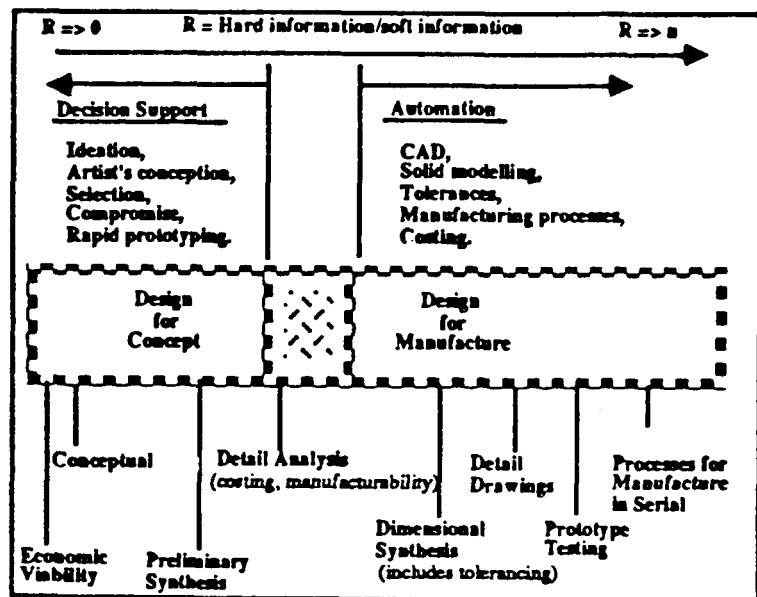 R => 0 R = Hard information/soft information R => n
Decision Support
Ideation,
Artist's conception,
Selection,
Compromise,
Rapid prototyping.
Automation
CAD,
Solid modelling,
Tolerances,
Manufacturing processes,
Costing.
Design
for
Concept
Design
for
Manufacture
Conceptual
Detail Analysis
(costing, manufacturability)
Detail
Drawings
Processes for
Manufacture
in Serial
Economic
Viability
Preliminary
Synthesis
Dimensional
Synthesis
(includes tolerancing)
Prototype
Testing